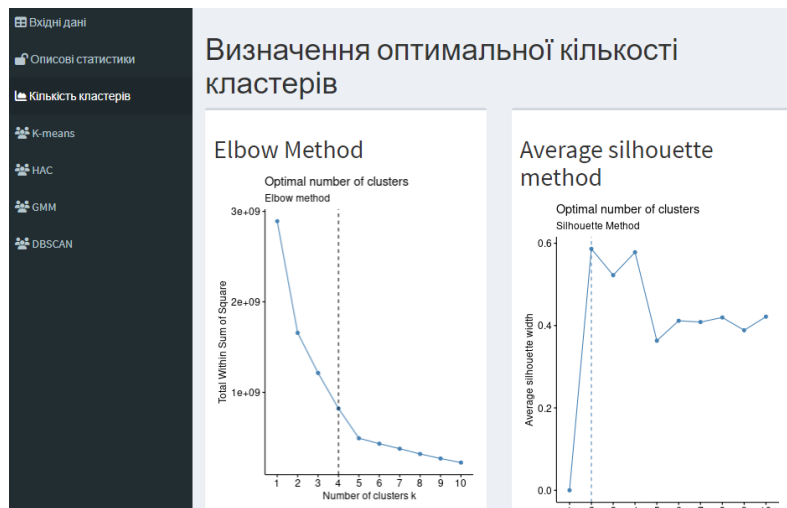 Вхідні дані
Описові статистики
Кількість кластерів
K-means
HAC
GMM
DBSCAN
Визначення оптимальної кількості
кластерів
Elbow Method
Optimal number of clusters
Elbow method
3e+09
2e+09
1e+09
Total Within Sum of Square
1 2 3 4 5 6 7 8 9 10
Number of clusters k
Average silhouette
method
Optimal number of clusters
Silhouette Method
0.6
0.4
0.2
0.0
Average silhouette width